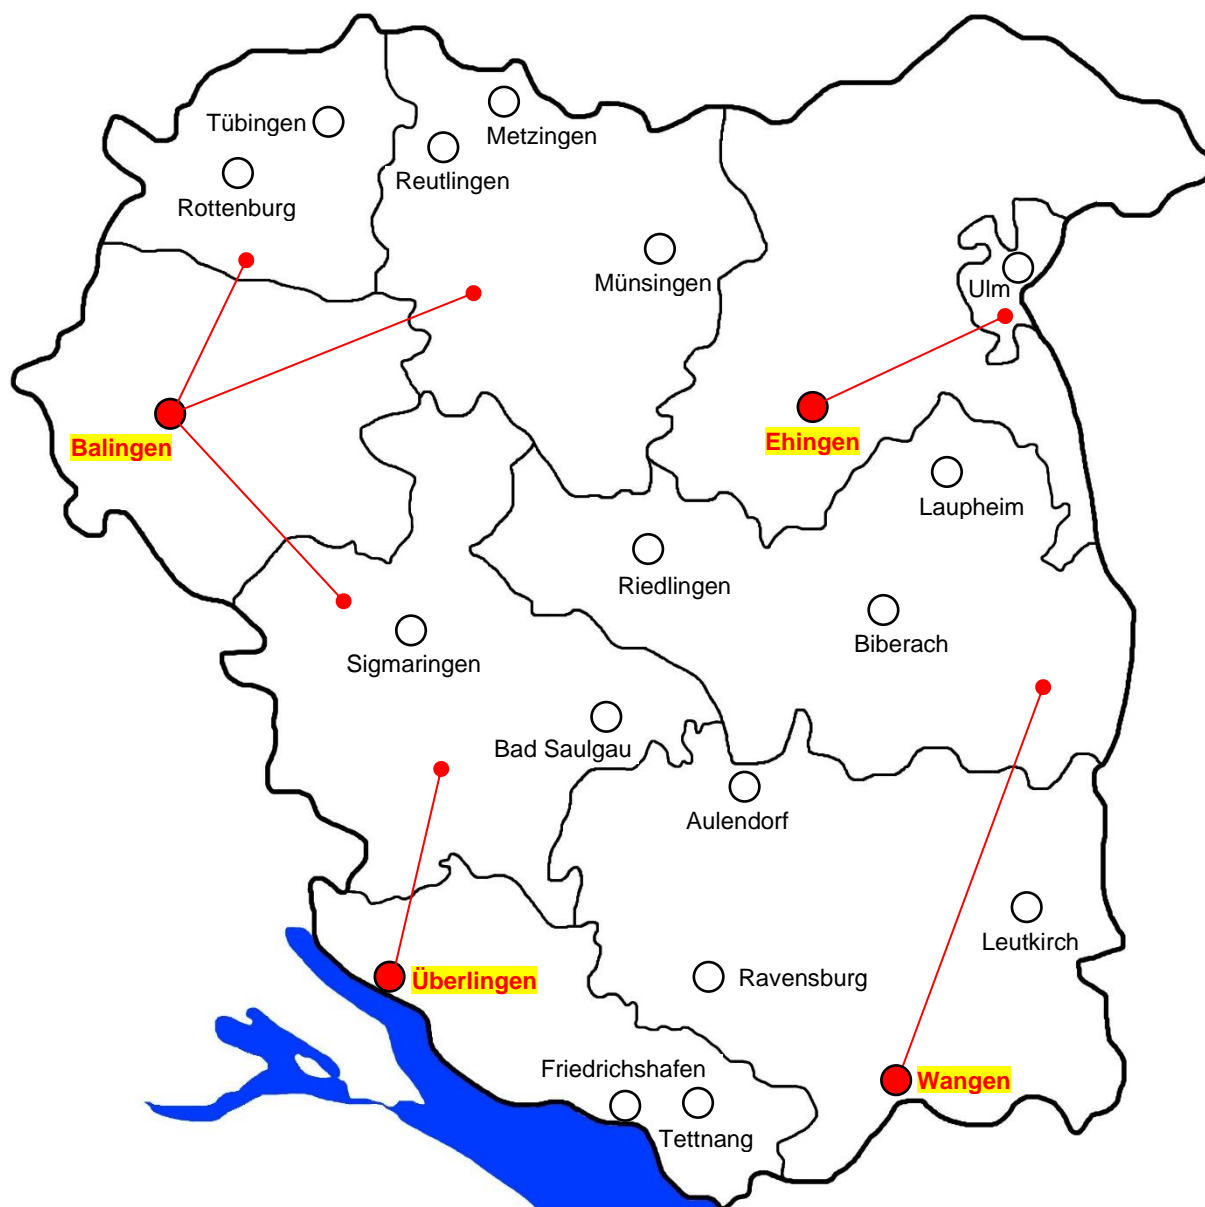 Tübingen
Metzingen
Reutlingen
Rottenburg
Münsingen
Ulm
Balingen
Ehingen
Laupheim
Riedlingen
Biberach
Sigmaringen
Bad Saulgau
Aulendorf
Leutkirch
Überlingen
Ravensburg
Friedrichshafen
Wangen
Tettnang